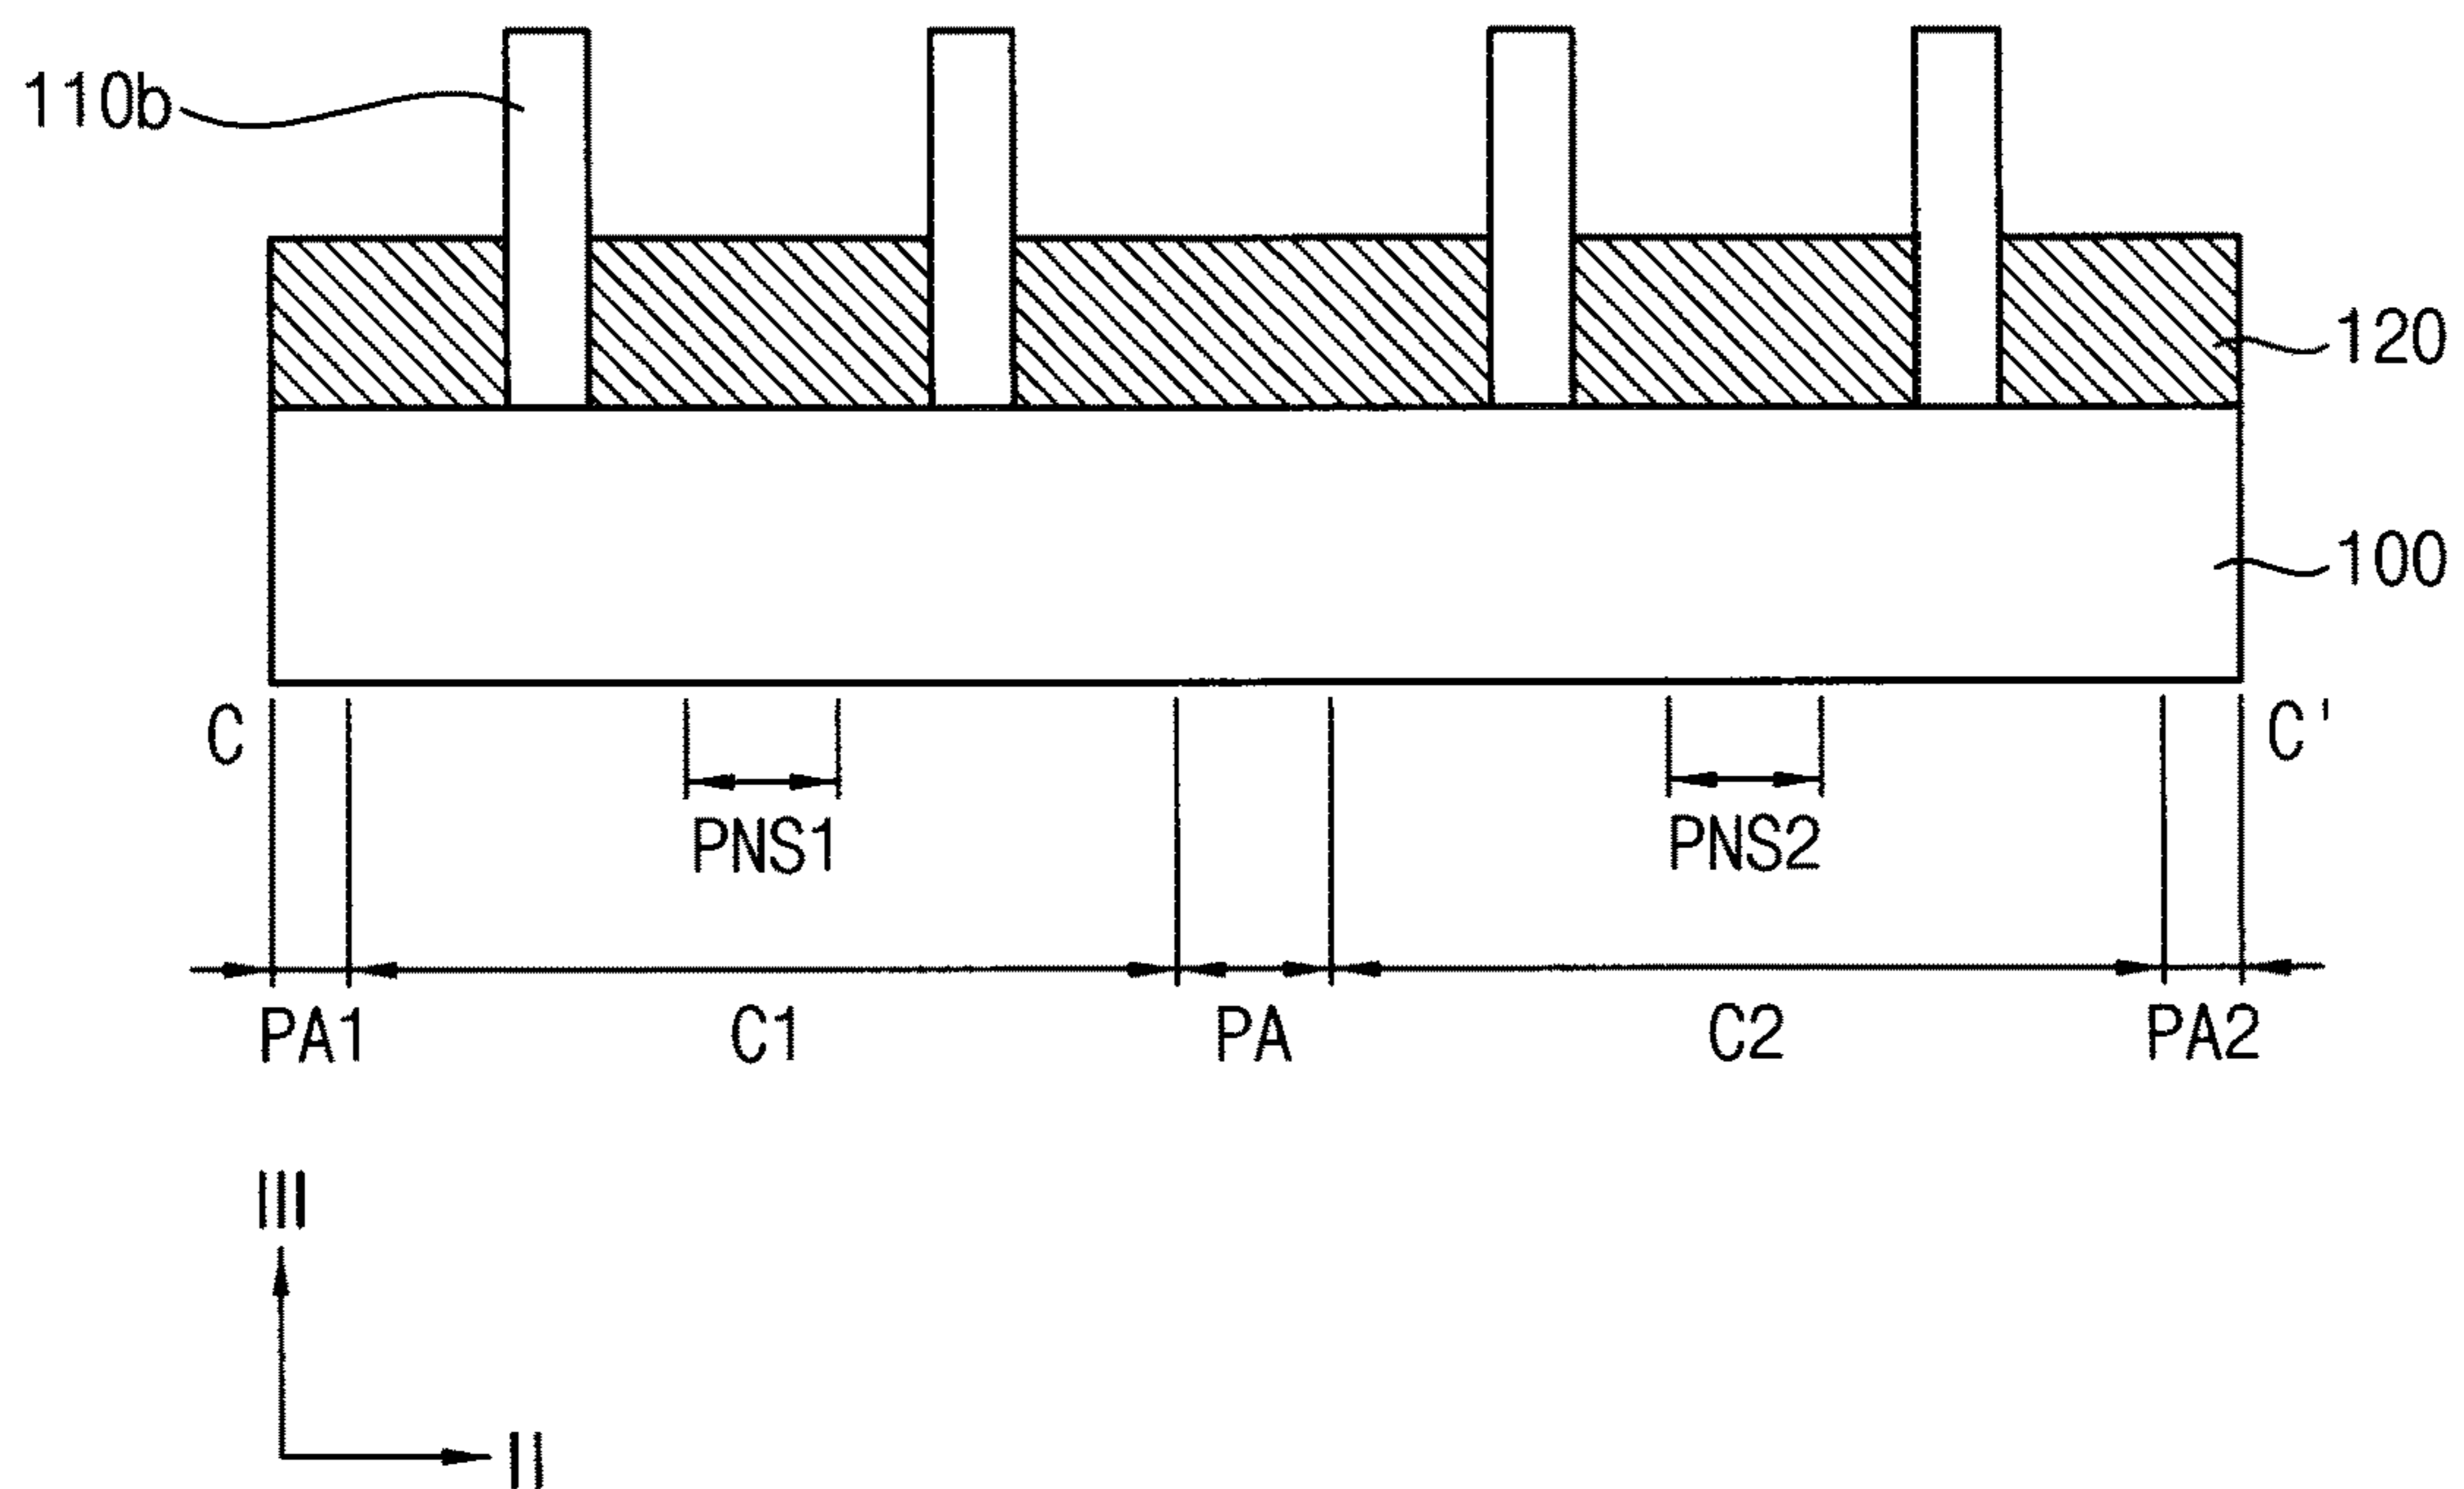 110b
120
100
C C'
PNS1 PNS2
PA1 C1 PA C2 PA2
III
II